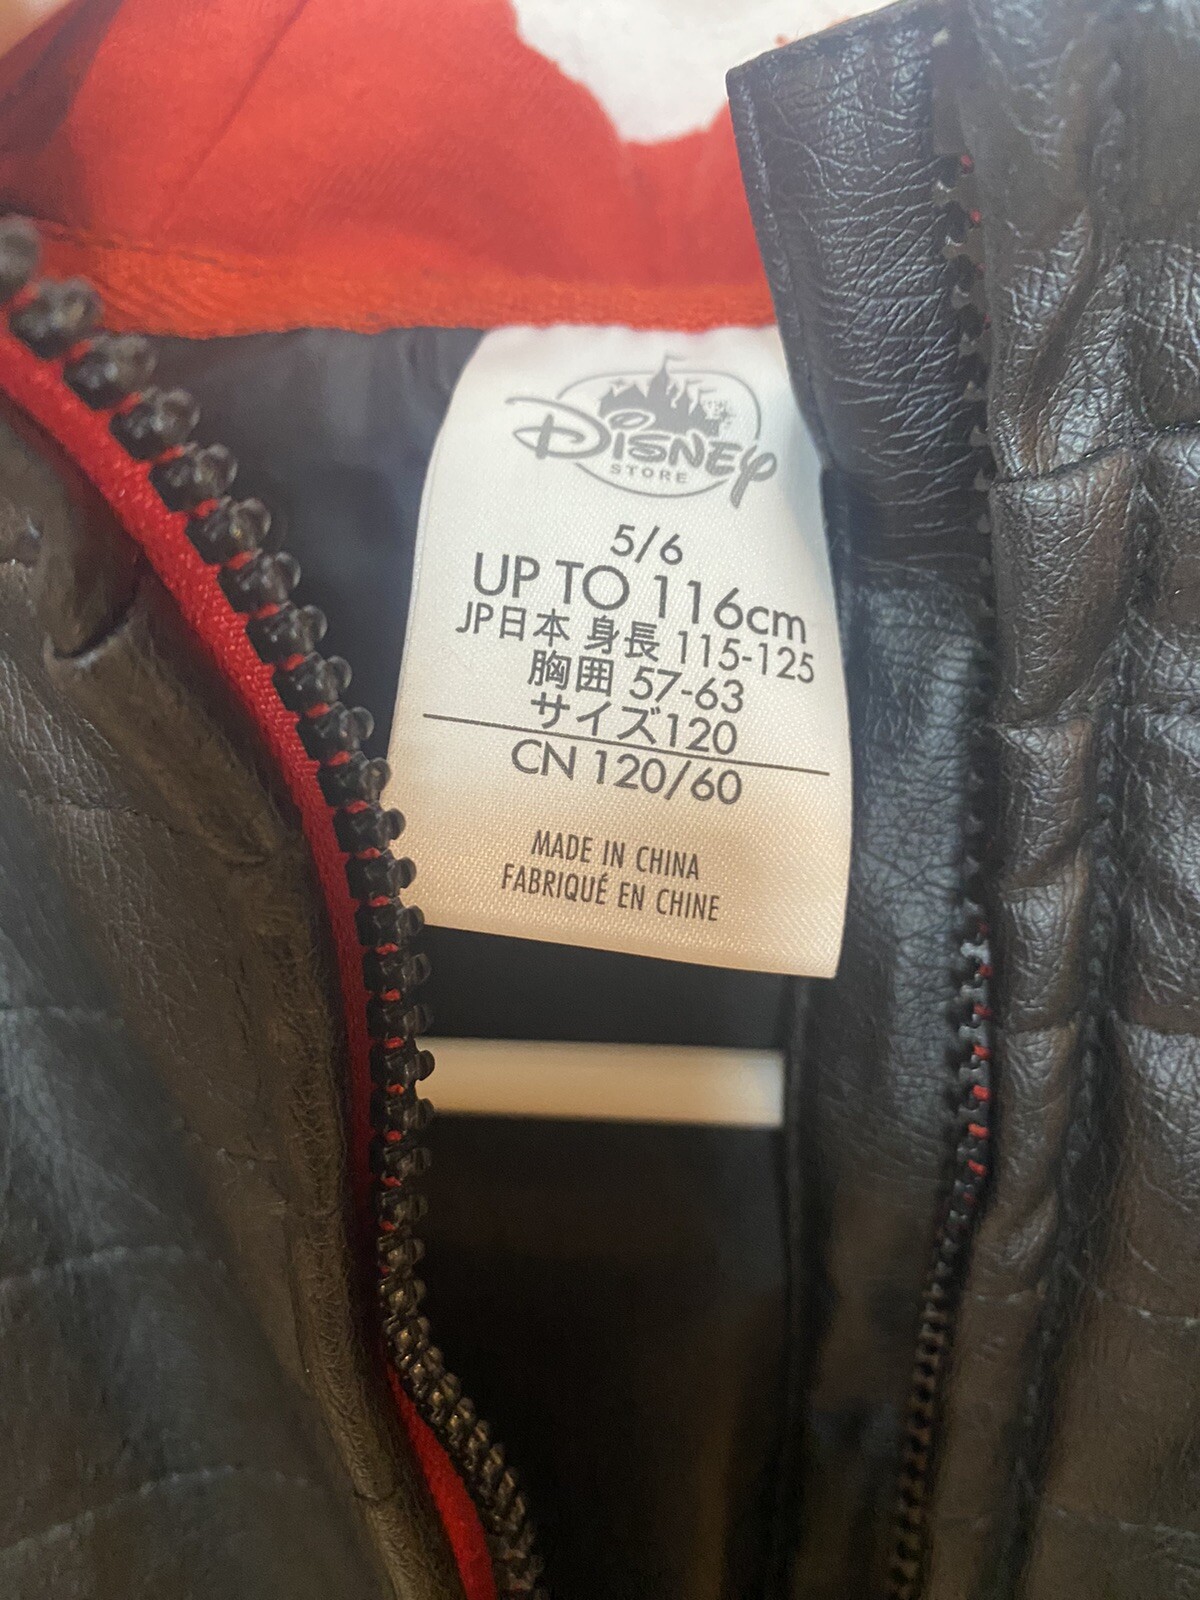 Disney
STORE
5/6
UP TO 116cm
JP日本 身長 115-125
胸囲 57-63
サイズ120
CN 120/60
MADE IN CHINA
FABRIQUÉ EN CHINE